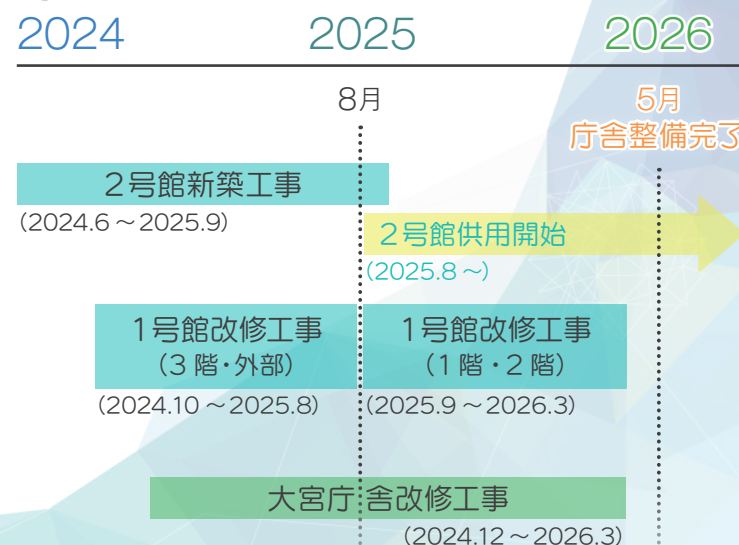 2024 2025 2026
8月 5月
庁舎整備完了
2号館新築工事
(2024.6～2025.9)
2号館供用開始
(2025.8～)
1号館改修工事
(3階・外部)
(2024.10～2025.8)
1号館改修工事
(1階・2階)
(2025.9～2026.3)
大宮庁舎改修工事
(2024.12～2026.3)